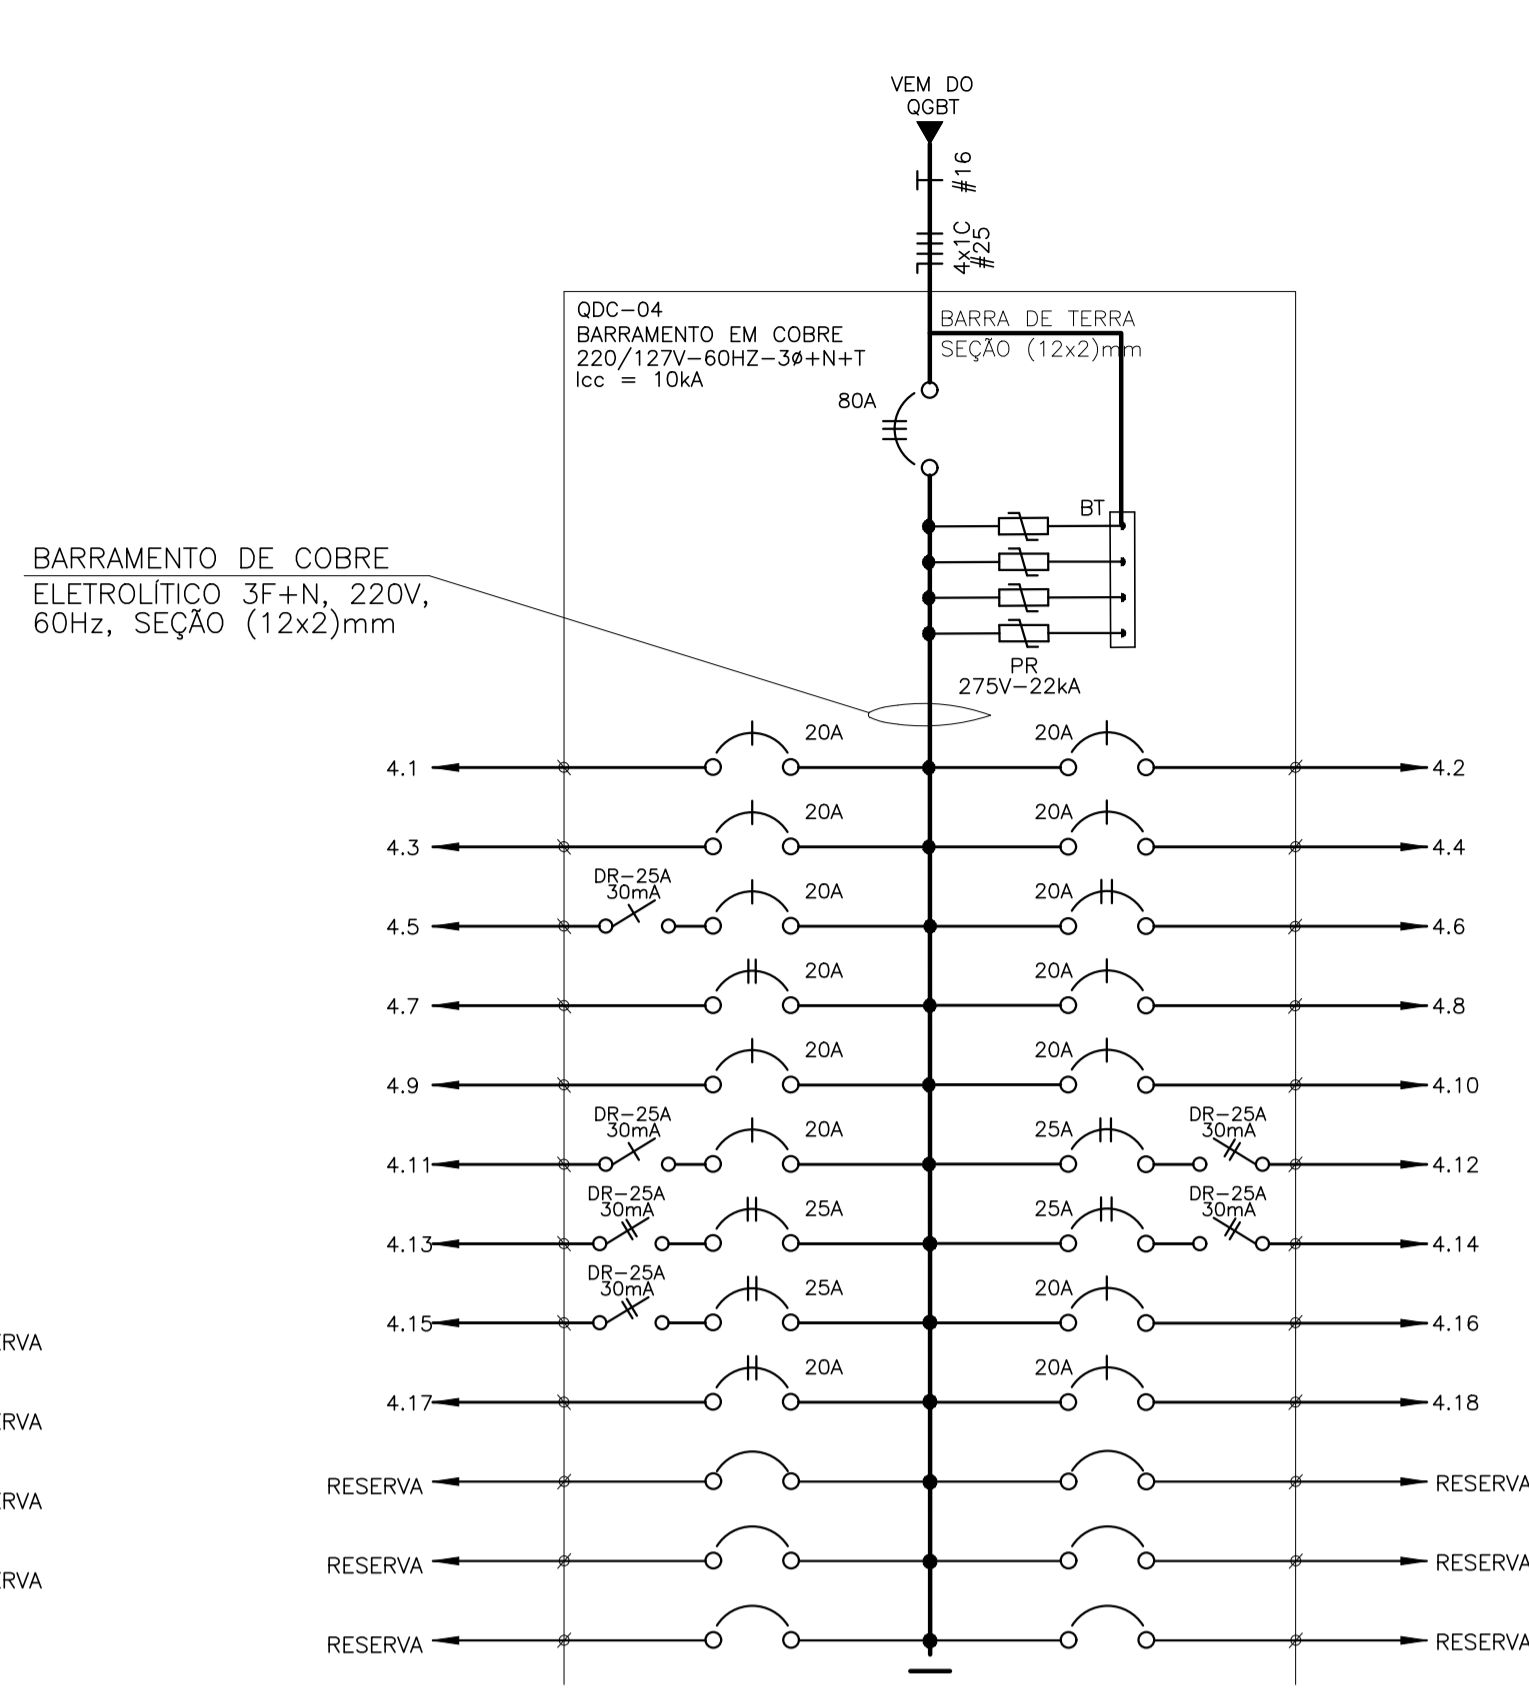 VEM DO
QGBT
#16
4x1C
#25
QDC-04
BARRAMENTO EM COBRE
220/127V-60HZ-3ø+N+T
Icc = 10kA
BARRA DE TERRA
SEÇÃO (12x2)mm
80A
BT
BARRAMENTO DE COBRE
ELETROLÍTICO 3F+N, 220V,
60Hz, SEÇÃO (12x2)mm
PR
275V-22kA
4.1 20A 20A 4.2
4.3 20A 20A 4.4
DR-25A
30mA
4.5 20A 20A 4.6
4.7 20A 20A 4.8
4.9 20A 20A 4.10
DR-25A
30mA
4.11 20A 25A 4.12
DR-25A
30mA
DR-25A
30mA
4.13 25A 25A 4.14
DR-25A
30mA
DR-25A
30mA
4.15 25A 20A 4.16
4.17 20A 20A 4.18
RESERVA RESERVA
RESERVA RESERVA
RESERVA RESERVA
ERVA
ERVA
ERVA
ERVA